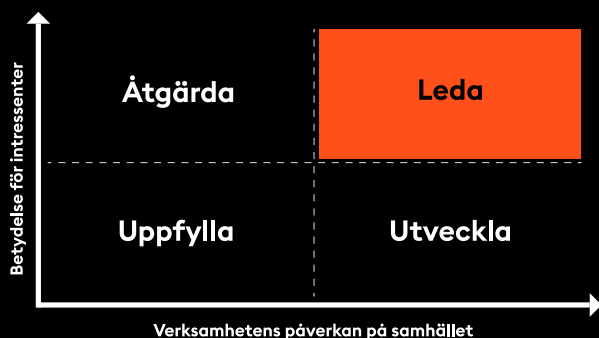 Betydelse för intressenter
Åtgärda
Leda
Uppfylla
Utveckla
Verksamhetens påverkan på samhället